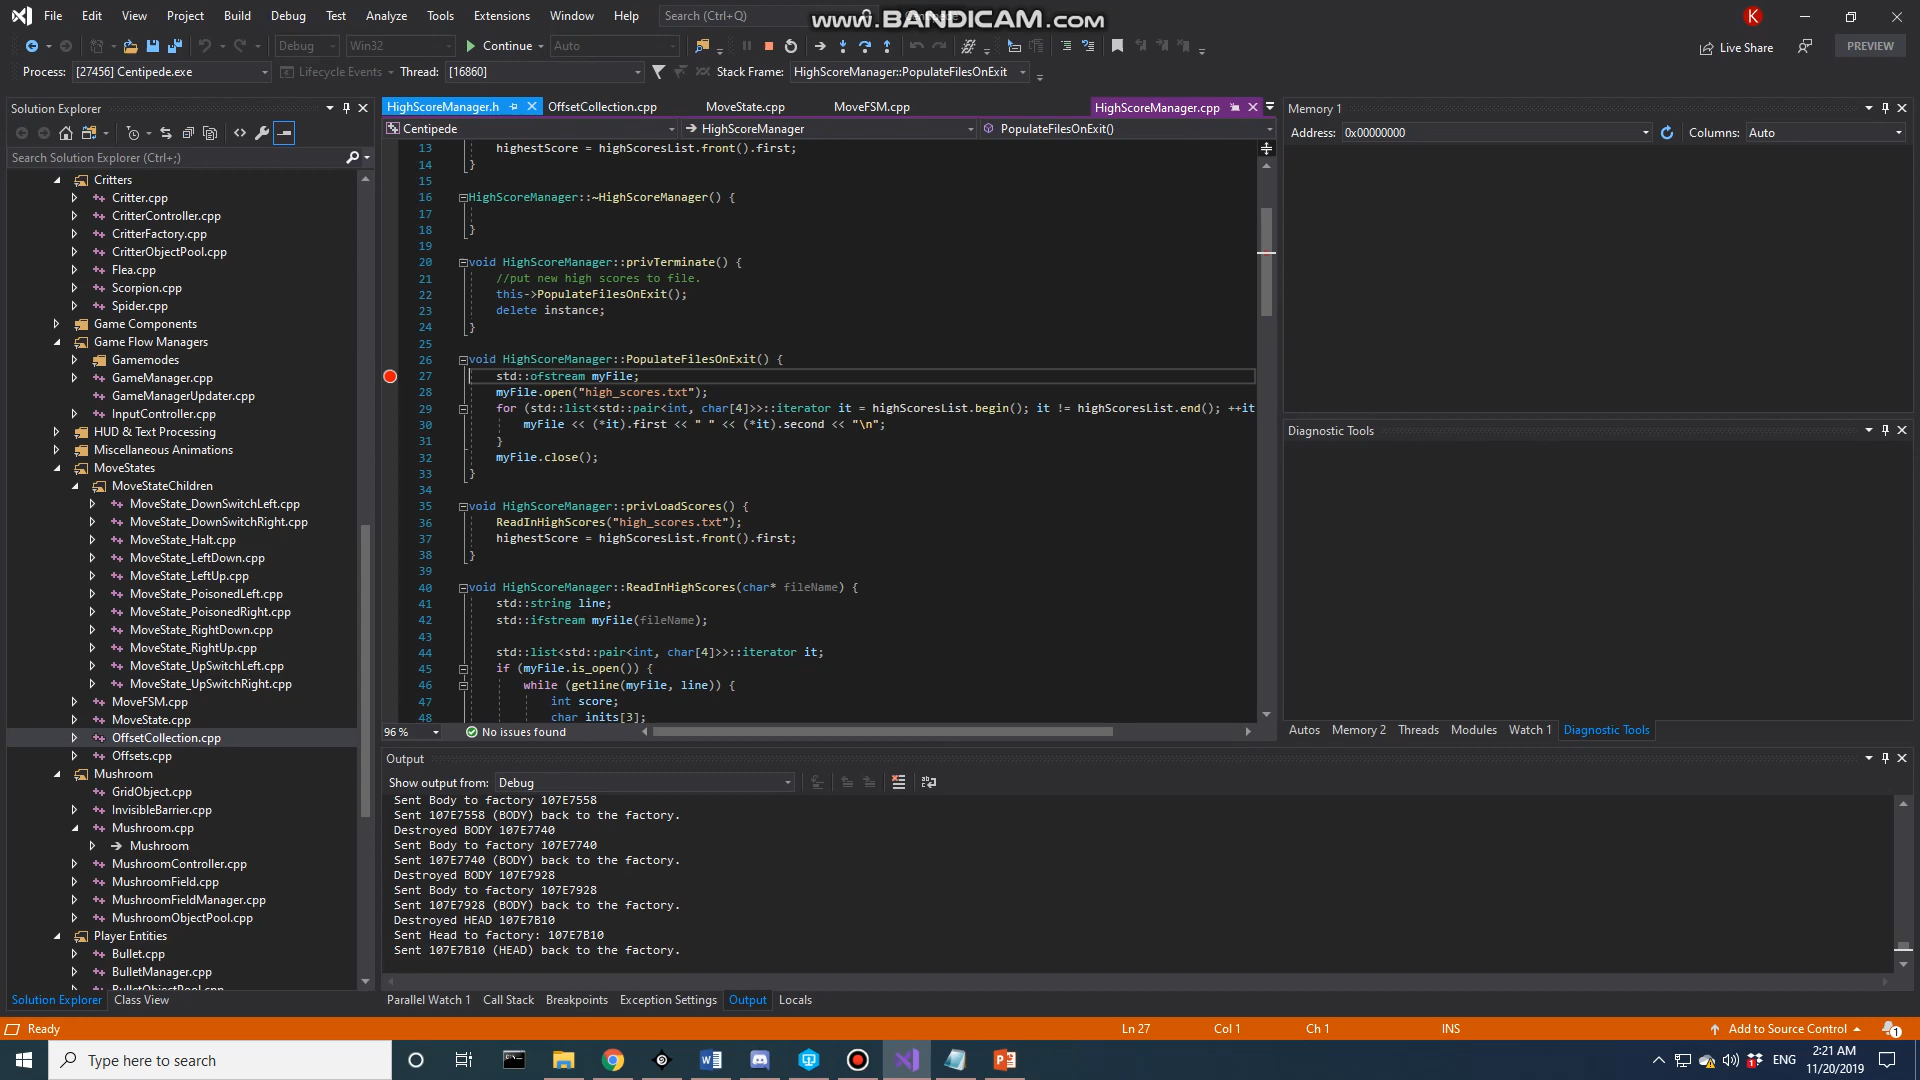 File Edit View Project Build Debug Test Analyze Tools Extensions Window Help Search (Ctrl+Q)
www.BANDICAM.com
K
Debug Win32 Continue Auto Live Share PREVIEW
Process: [27456] Centipede.exe Lifecycle Events Thread: [16860] Stack Frame: HighScoreManager::PopulateFilesOnExit
Solution Explorer
Search Solution Explorer (Ctrl+;)
Critters
Critter.cpp
CritterController.cpp
CritterFactory.cpp
CritterObjectPool.cpp
Flea.cpp
Scorpion.cpp
Spider.cpp
Game Components
Game Flow Managers
Gamemodes
GameManager.cpp
GameManagerUpdater.cpp
InputController.cpp
HUD & Text Processing
Miscellaneous Animations
MoveStates
MoveStateChildren
MoveState_DownSwitchLeft.cpp
MoveState_DownSwitchRight.cpp
MoveState_Halt.cpp
MoveState_LeftDown.cpp
MoveState_LeftUp.cpp
MoveState_PoisonedLeft.cpp
MoveState_PoisonedRight.cpp
MoveState_RightDown.cpp
MoveState_RightUp.cpp
MoveState_UpSwitchLeft.cpp
MoveState_UpSwitchRight.cpp
MoveFSM.cpp
MoveState.cpp
OffsetCollection.cpp
Offsets.cpp
Mushroom
GridObject.cpp
InvisibleBarrier.cpp
Mushroom.cpp
Mushroom
MushroomController.cpp
MushroomField.cpp
MushroomFieldManager.cpp
MushroomObjectPool.cpp
Player Entities
Bullet.cpp
BulletManager.cpp
BulletObjectPool.cpp
Solution Explorer Class View
HighScoreManager.h OffsetCollection.cpp MoveState.cpp MoveFSM.cpp HighScoreManager.cpp
Centipede HighScoreManager PopulateFilesOnExit()
13 highestScore = highScoresList.front().first;
14 }
15
16 HighScoreManager::~HighScoreManager() {
17
18 }
19
20 void HighScoreManager::privTerminate() {
21 //put new high scores to file.
22 this->PopulateFilesOnExit();
23 delete instance;
24 }
25
26 void HighScoreManager::PopulateFilesOnExit() {
27 std::ofstream myFile;
28 myFile.open("high_scores.txt");
29 for (std::list<std::pair<int, char[4]>>::iterator it = highScoresList.begin(); it != highScoresList.end(); ++it
30 myFile << (*it).first << " " << (*it).second << "\n";
31 }
32 myFile.close();
33 }
34
35 void HighScoreManager::privLoadScores() {
36 ReadInHighScores("high_scores.txt");
37 highestScore = highScoresList.front().first;
38 }
39
40 void HighScoreManager::ReadInHighScores(char* fileName) {
41 std::string line;
42 std::ifstream myFile(fileName);
43
44 std::list<std::pair<int, char[4]>>::iterator it;
45 if (myFile.is_open()) {
46 while (getline(myFile, line)) {
47 int score;
48 char inits[3];
96 % No issues found
Memory 1
Address: 0x00000000 Columns: Auto
Diagnostic Tools
Autos Memory 2 Threads Modules Watch 1 Diagnostic Tools
Output
Show output from: Debug
Sent Body to factory 107E7558
Sent 107E7558 (BODY) back to the factory.
Destroyed BODY 107E7740
Sent Body to factory 107E7740
Sent 107E7740 (BODY) back to the factory.
Destroyed BODY 107E7928
Sent Body to factory 107E7928
Sent 107E7928 (BODY) back to the factory.
Destroyed HEAD 107E7B10
Sent Head to factory: 107E7B10
Sent 107E7B10 (HEAD) back to the factory.
Parallel Watch 1 Call Stack Breakpoints Exception Settings Output Locals
Ready Ln 27 Col 1 Ch 1 INS Add to Source Control 1
Type here to search ENG 2:21 AM
11/20/2019